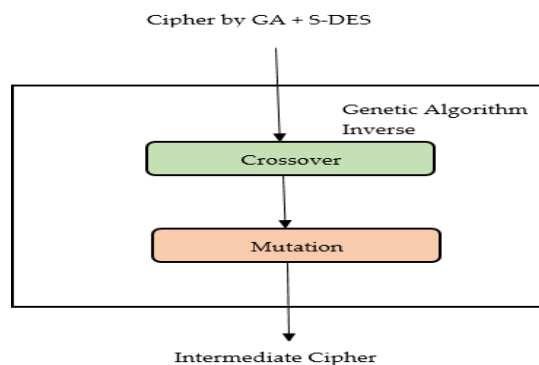 Cipher by GA + S-DES
Genetic Algorithm
Inverse
Crossover
Mutation
Intermediate Cipher